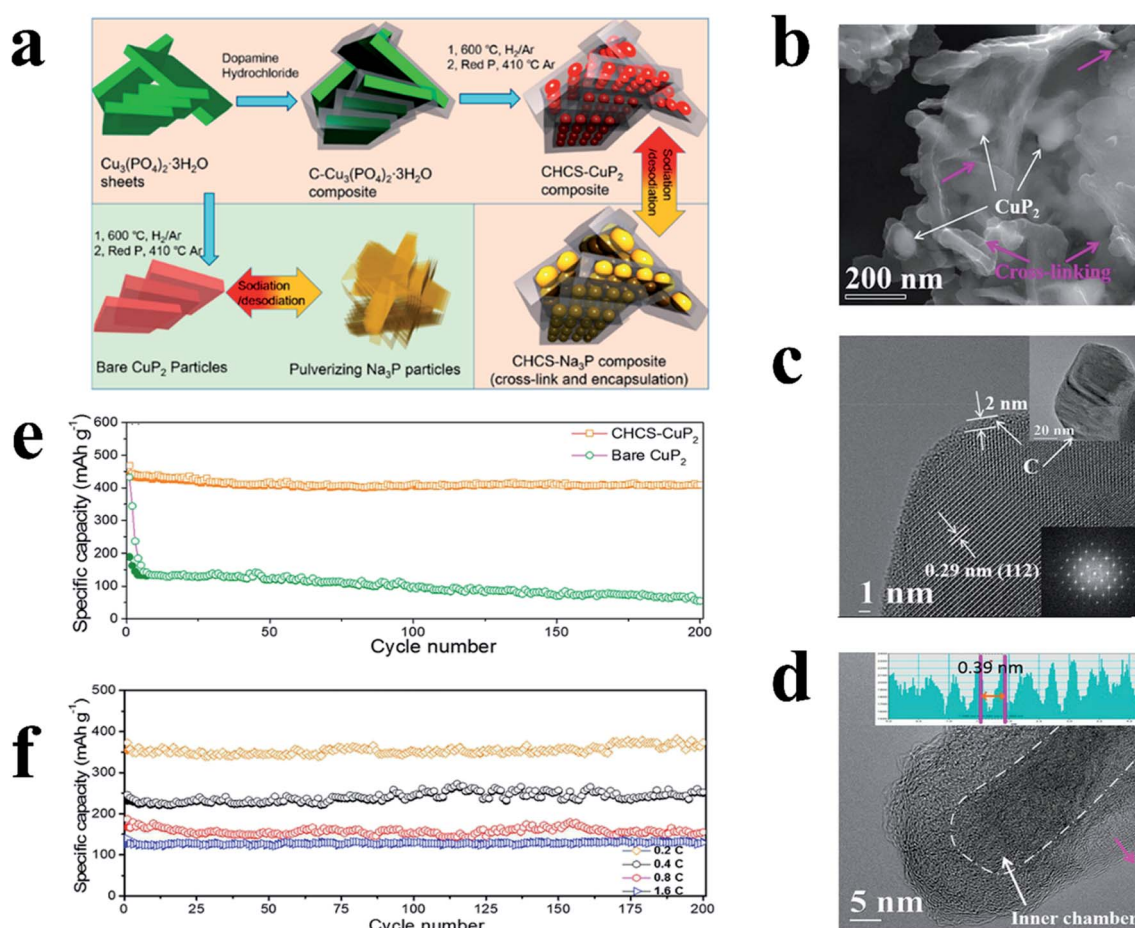 a
Dopamine
Hydrochloride
1, 600 °C, H₂/Ar
2, Red P, 410 °C Ar
Cu₃(PO₄)₂·3H₂O
sheets
C-Cu₃(PO₄)₂·3H₂O
composite
CHCS-CuP₂
composite
Sodiation
/desodiation
1, 600 °C, H₂/Ar
2, Red P, 410 °C Ar
Sodiation
/desodiation
Bare CuP₂ Particles
Pulverizing Na₃P particles
CHCS-Na₃P composite
(cross-link and encapsulation)
b
CuP₂
Cross-linking
200 nm
c
2 nm
20 nm
C
0.29 nm (112)
1 nm
d
0.39 nm
5 nm
Inner chamber
e
Specific capacity (mAh g⁻¹)
600
500
400
300
200
100
0
CHCS-CuP₂
Bare CuP₂
0
50
100
150
200
Cycle number
f
Specific capacity (mAh g⁻¹)
500
400
300
200
100
0
0.2 C
0.4 C
0.8 C
1.6 C
0
25
50
75
100
125
150
175
200
Cycle number